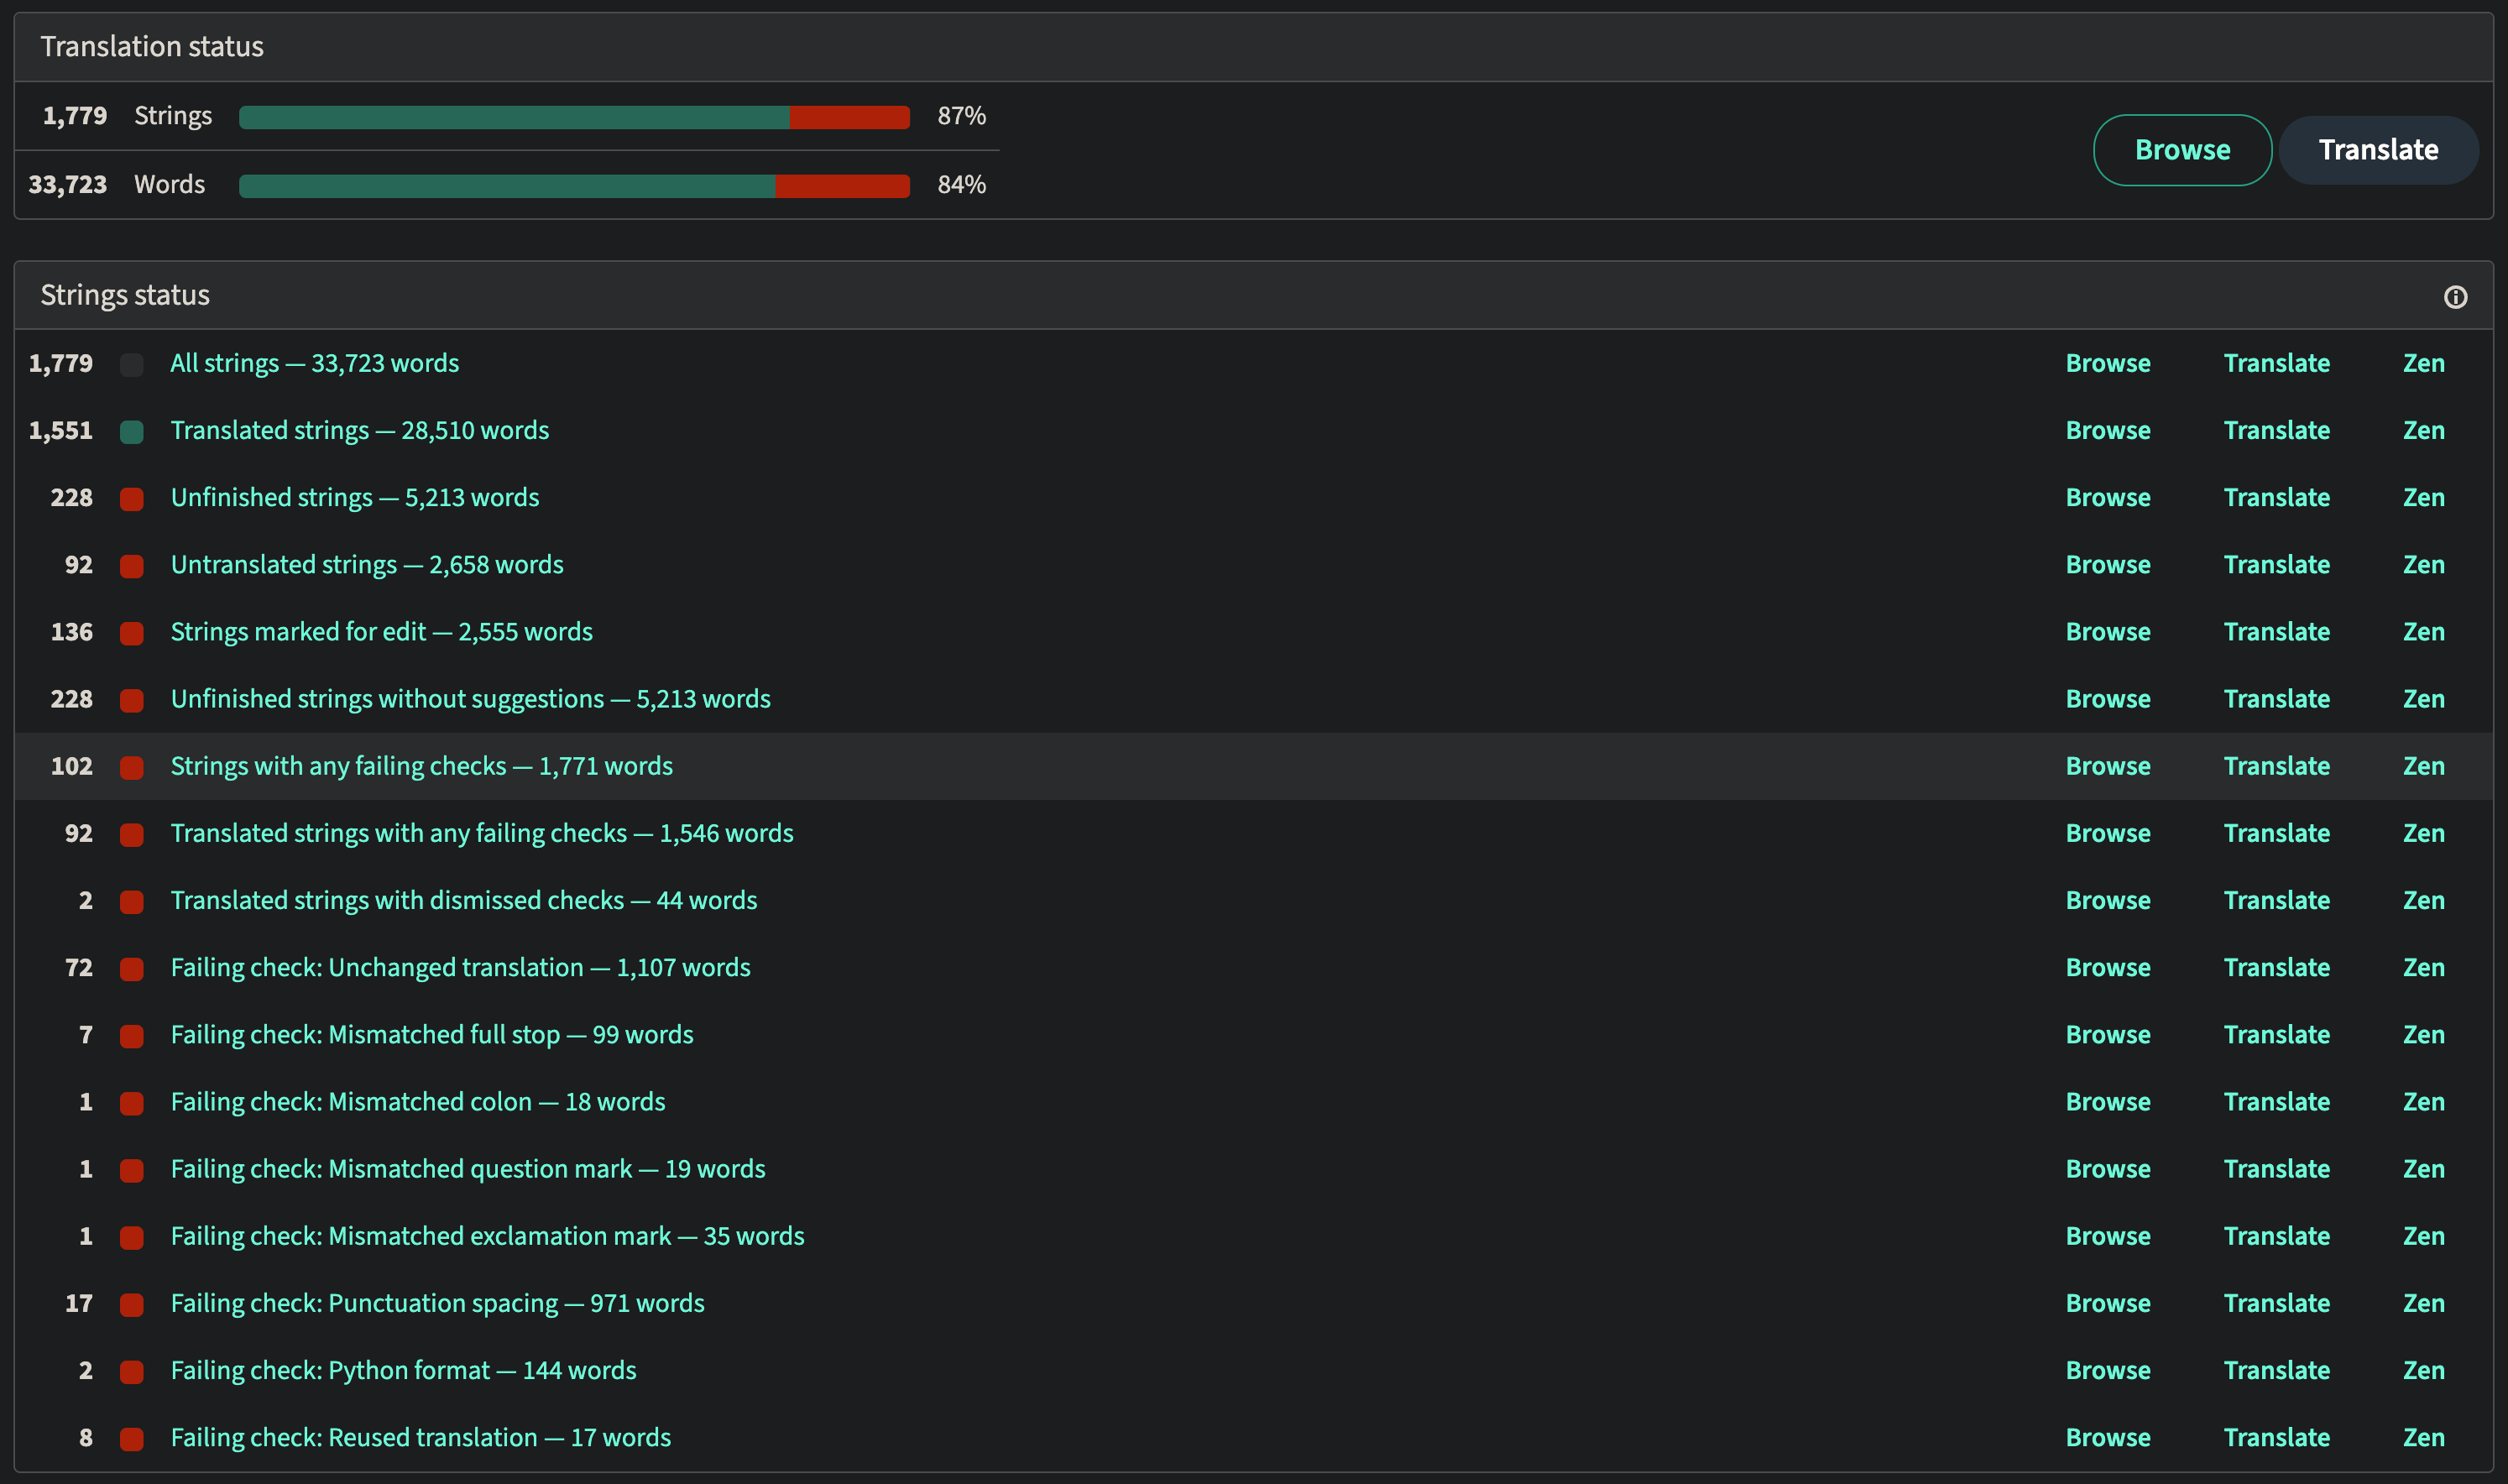 Translation status
1,779 Strings 87%
33,723 Words 84%
Browse Translate
Strings status
1,779 All strings — 33,723 words Browse Translate Zen
1,551 Translated strings — 28,510 words Browse Translate Zen
228 Unfinished strings — 5,213 words Browse Translate Zen
92 Untranslated strings — 2,658 words Browse Translate Zen
136 Strings marked for edit — 2,555 words Browse Translate Zen
228 Unfinished strings without suggestions — 5,213 words Browse Translate Zen
102 Strings with any failing checks — 1,771 words Browse Translate Zen
92 Translated strings with any failing checks — 1,546 words Browse Translate Zen
2 Translated strings with dismissed checks — 44 words Browse Translate Zen
72 Failing check: Unchanged translation — 1,107 words Browse Translate Zen
7 Failing check: Mismatched full stop — 99 words Browse Translate Zen
1 Failing check: Mismatched colon — 18 words Browse Translate Zen
1 Failing check: Mismatched question mark — 19 words Browse Translate Zen
1 Failing check: Mismatched exclamation mark — 35 words Browse Translate Zen
17 Failing check: Punctuation spacing — 971 words Browse Translate Zen
2 Failing check: Python format — 144 words Browse Translate Zen
8 Failing check: Reused translation — 17 words Browse Translate Zen